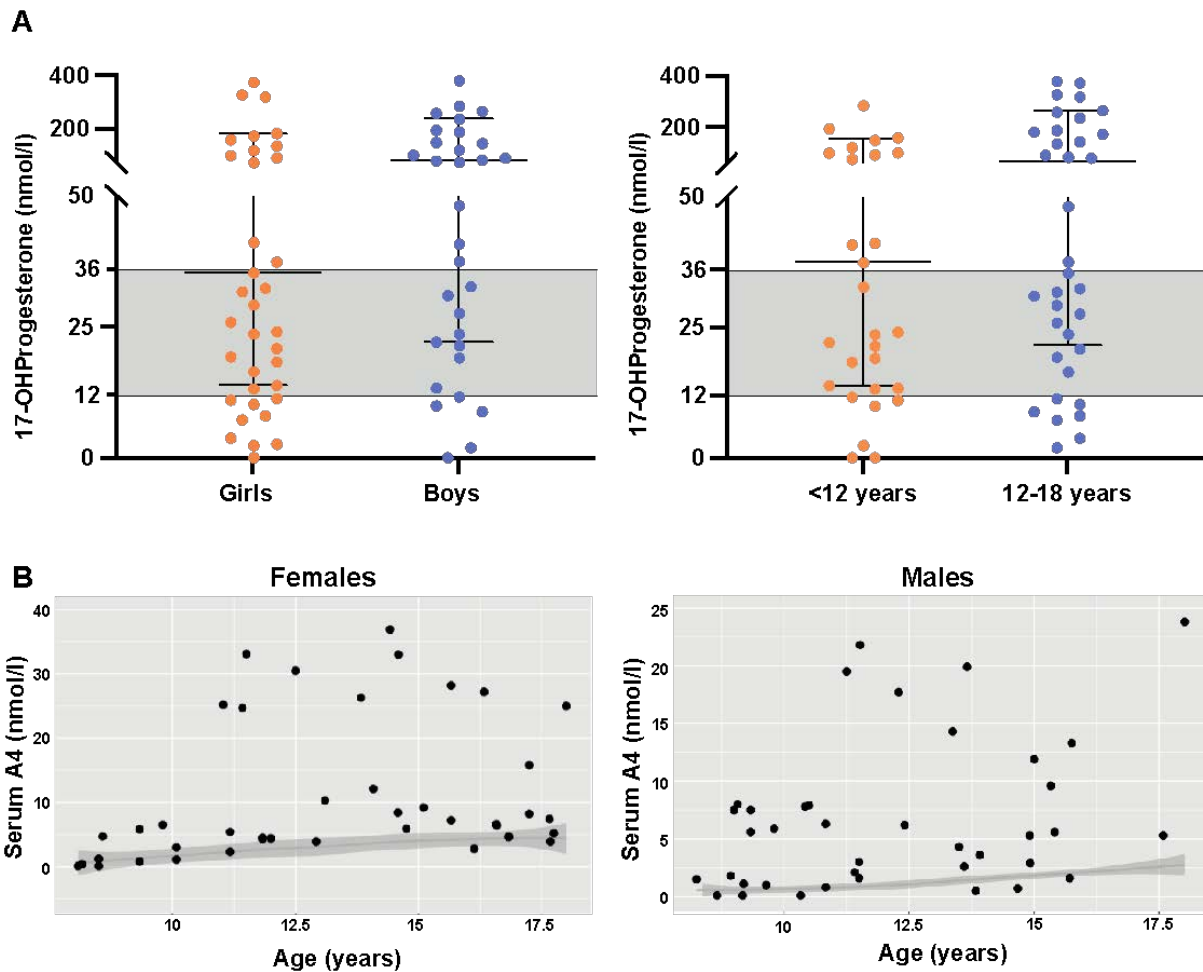 A
17-OHProgesterone (nmol/l)
400
200
50
36
25
12
0
Girls
Boys
17-OHProgesterone (nmol/l)
400
200
50
36
25
12
0
<12 years
12-18 years
B
Females
Serum A4 (nmol/l)
40
30
20
10
0
10
12.5
15
17.5
Age (years)
Males
Serum A4 (nmol/l)
25
20
15
10
5
0
10
12.5
15
17.5
Age (years)